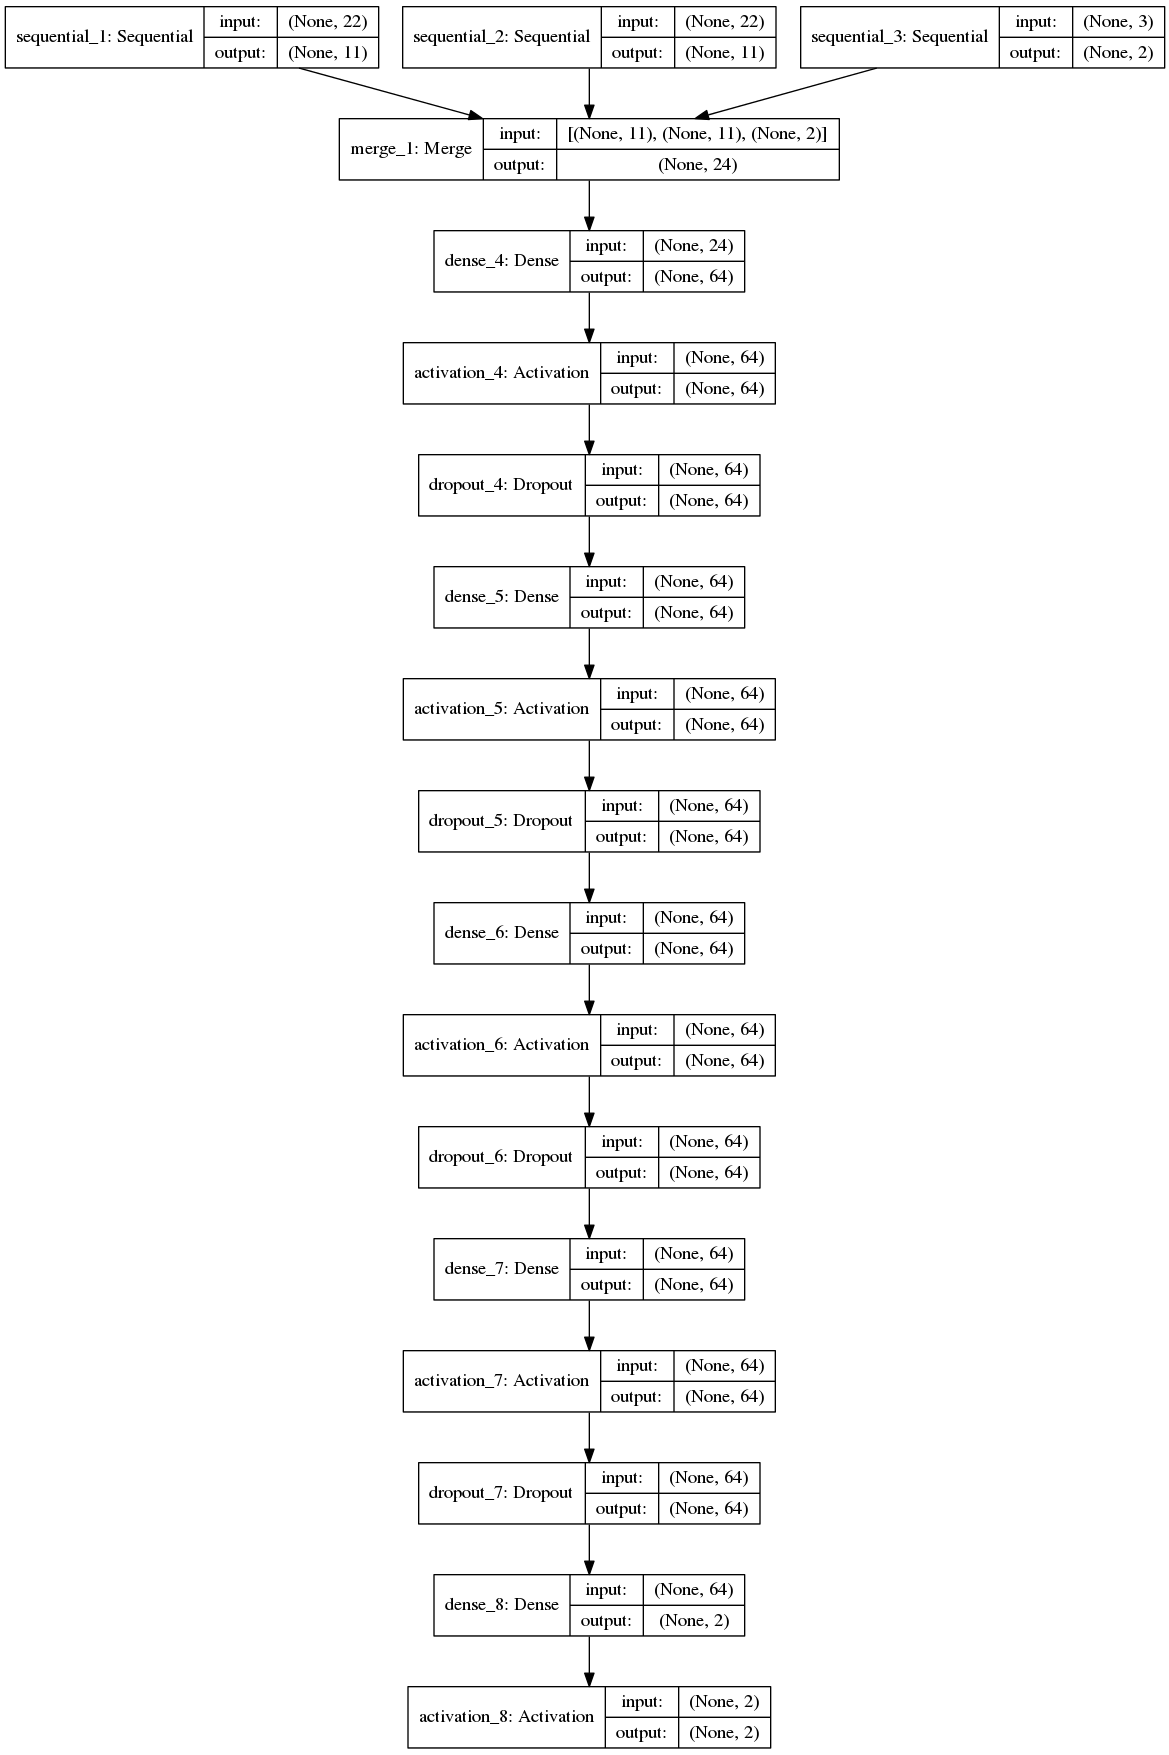 sequential_1: Sequential
input:
(None, 22)
output:
(None, 11)
sequential_2: Sequential
input:
(None, 22)
output:
(None, 11)
sequential_3: Sequential
input:
(None, 3)
output:
(None, 2)
merge_1: Merge
input:
[(None, 11), (None, 11), (None, 2)]
output:
(None, 24)
dense_4: Dense
input:
(None, 24)
output:
(None, 64)
activation_4: Activation
input:
(None, 64)
output:
(None, 64)
dropout_4: Dropout
input:
(None, 64)
output:
(None, 64)
dense_5: Dense
input:
(None, 64)
output:
(None, 64)
activation_5: Activation
input:
(None, 64)
output:
(None, 64)
dropout_5: Dropout
input:
(None, 64)
output:
(None, 64)
dense_6: Dense
input:
(None, 64)
output:
(None, 64)
activation_6: Activation
input:
(None, 64)
output:
(None, 64)
dropout_6: Dropout
input:
(None, 64)
output:
(None, 64)
dense_7: Dense
input:
(None, 64)
output:
(None, 64)
activation_7: Activation
input:
(None, 64)
output:
(None, 64)
dropout_7: Dropout
input:
(None, 64)
output:
(None, 64)
dense_8: Dense
input:
(None, 64)
output:
(None, 2)
activation_8: Activation
input:
(None, 2)
output:
(None, 2)